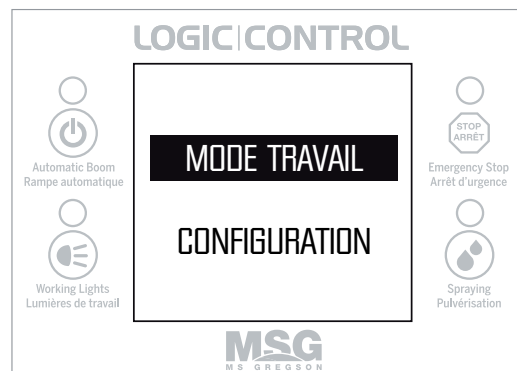 LOGIC|CONTROL
Automatic Boom
Rampe automatique
Working Lights
Lumières de travail
MODE TRAVAIL
CONFIGURATION
STOP
ARRÊT
Emergency Stop
Arrêt d'urgence
Spraying
Pulvérisation
MSG
MS GREGSON